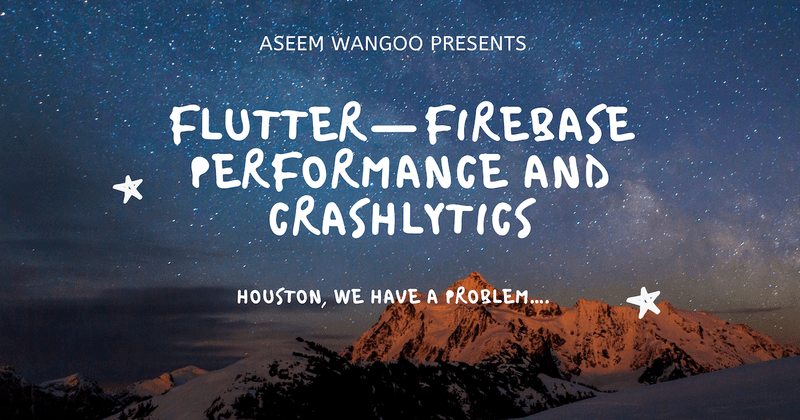 ASEEM WANGOO PRESENTS
FLUTTER — FIREBASE
PERFORMANCE AND
CRASHLYTICS
HOUSTON, WE HAVE A PROBLEM....